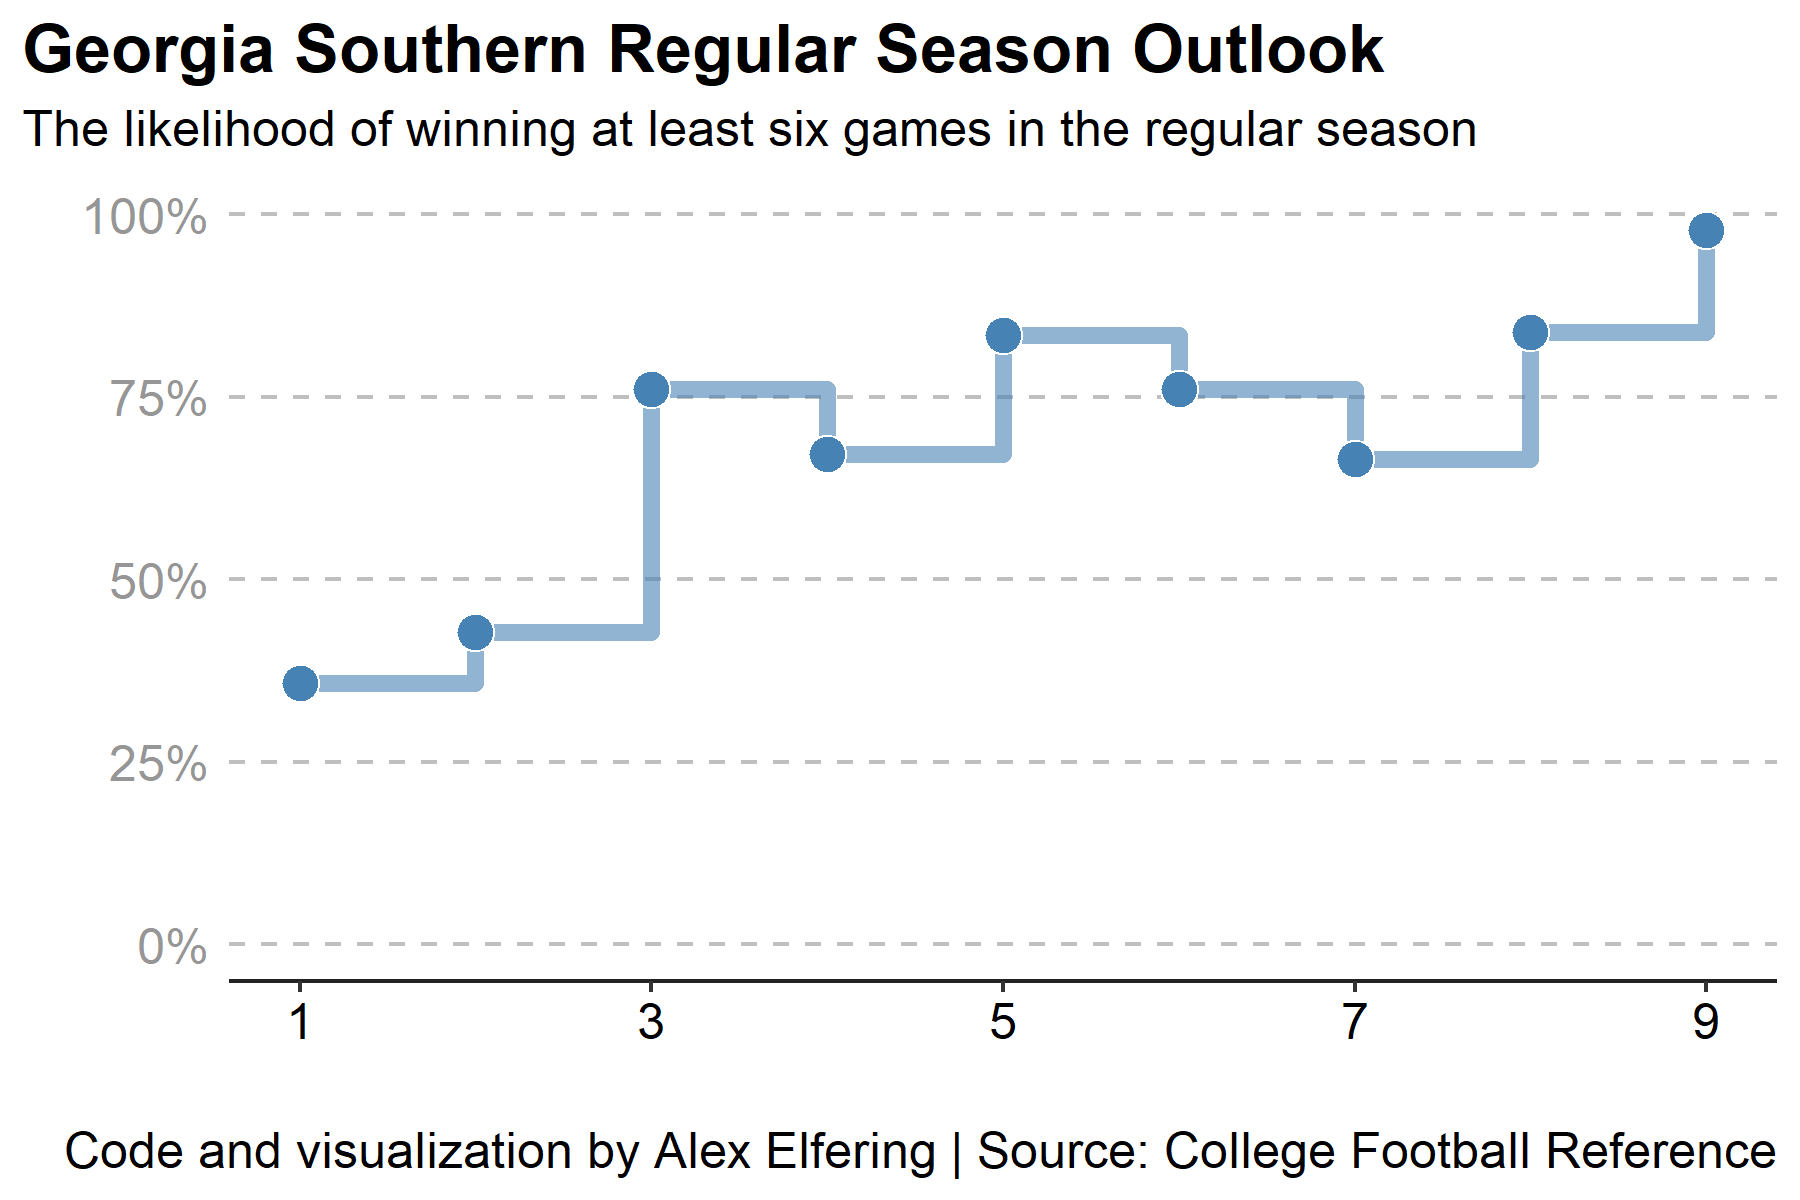 Georgia Southern Regular Season Outlook
The likelihood of winning at least six games in the regular season
100%
75%
50%
25%
0%
1 3 5 7 9
Code and visualization by Alex Elfering | Source: College Football Reference